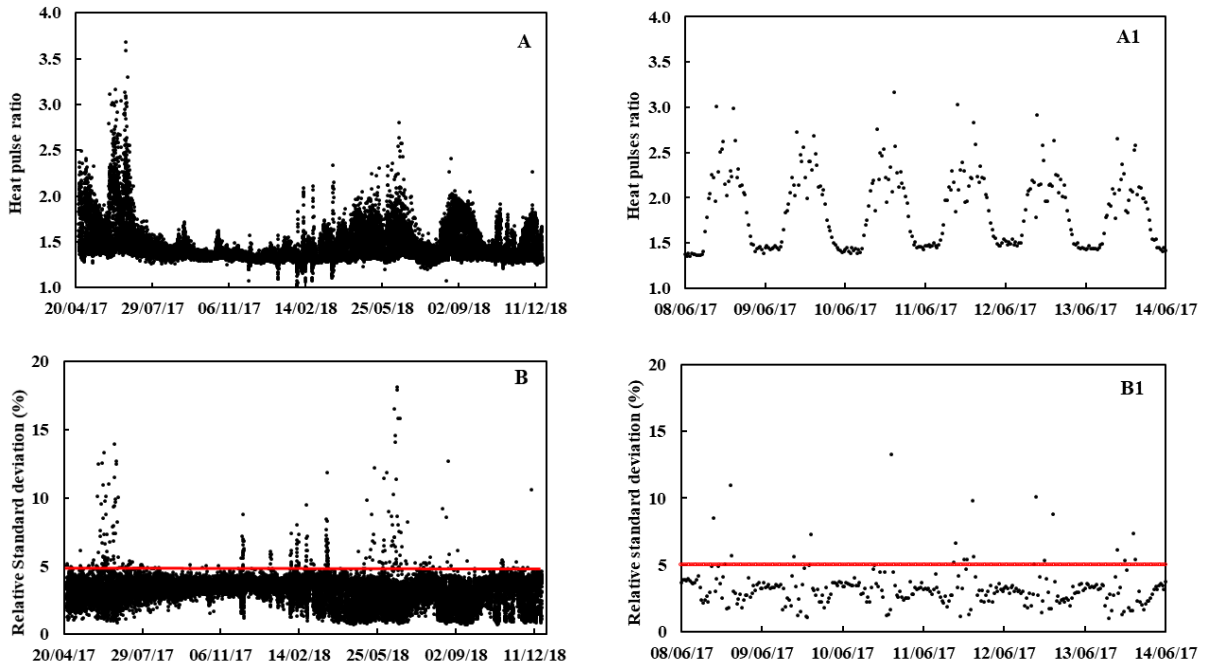 Heat pulse ratio
4.0
3.5
3.0
2.5
2.0
1.5
1.0
A
20/04/17 29/07/17 06/11/17 14/02/18 25/05/18 02/09/18 11/12/18
Heat pulses ratio
4.0
3.5
3.0
2.5
2.0
1.5
1.0
A1
08/06/17 09/06/17 10/06/17 11/06/17 12/06/17 13/06/17 14/06/17
Relative Standard deviation (%)
20
15
10
5
0
B
20/04/17 29/07/17 06/11/17 14/02/18 25/05/18 02/09/18 11/12/18
Relative standard deviation (%)
20
15
10
5
0
B1
08/06/17 09/06/17 10/06/17 11/06/17 12/06/17 13/06/17 14/06/17